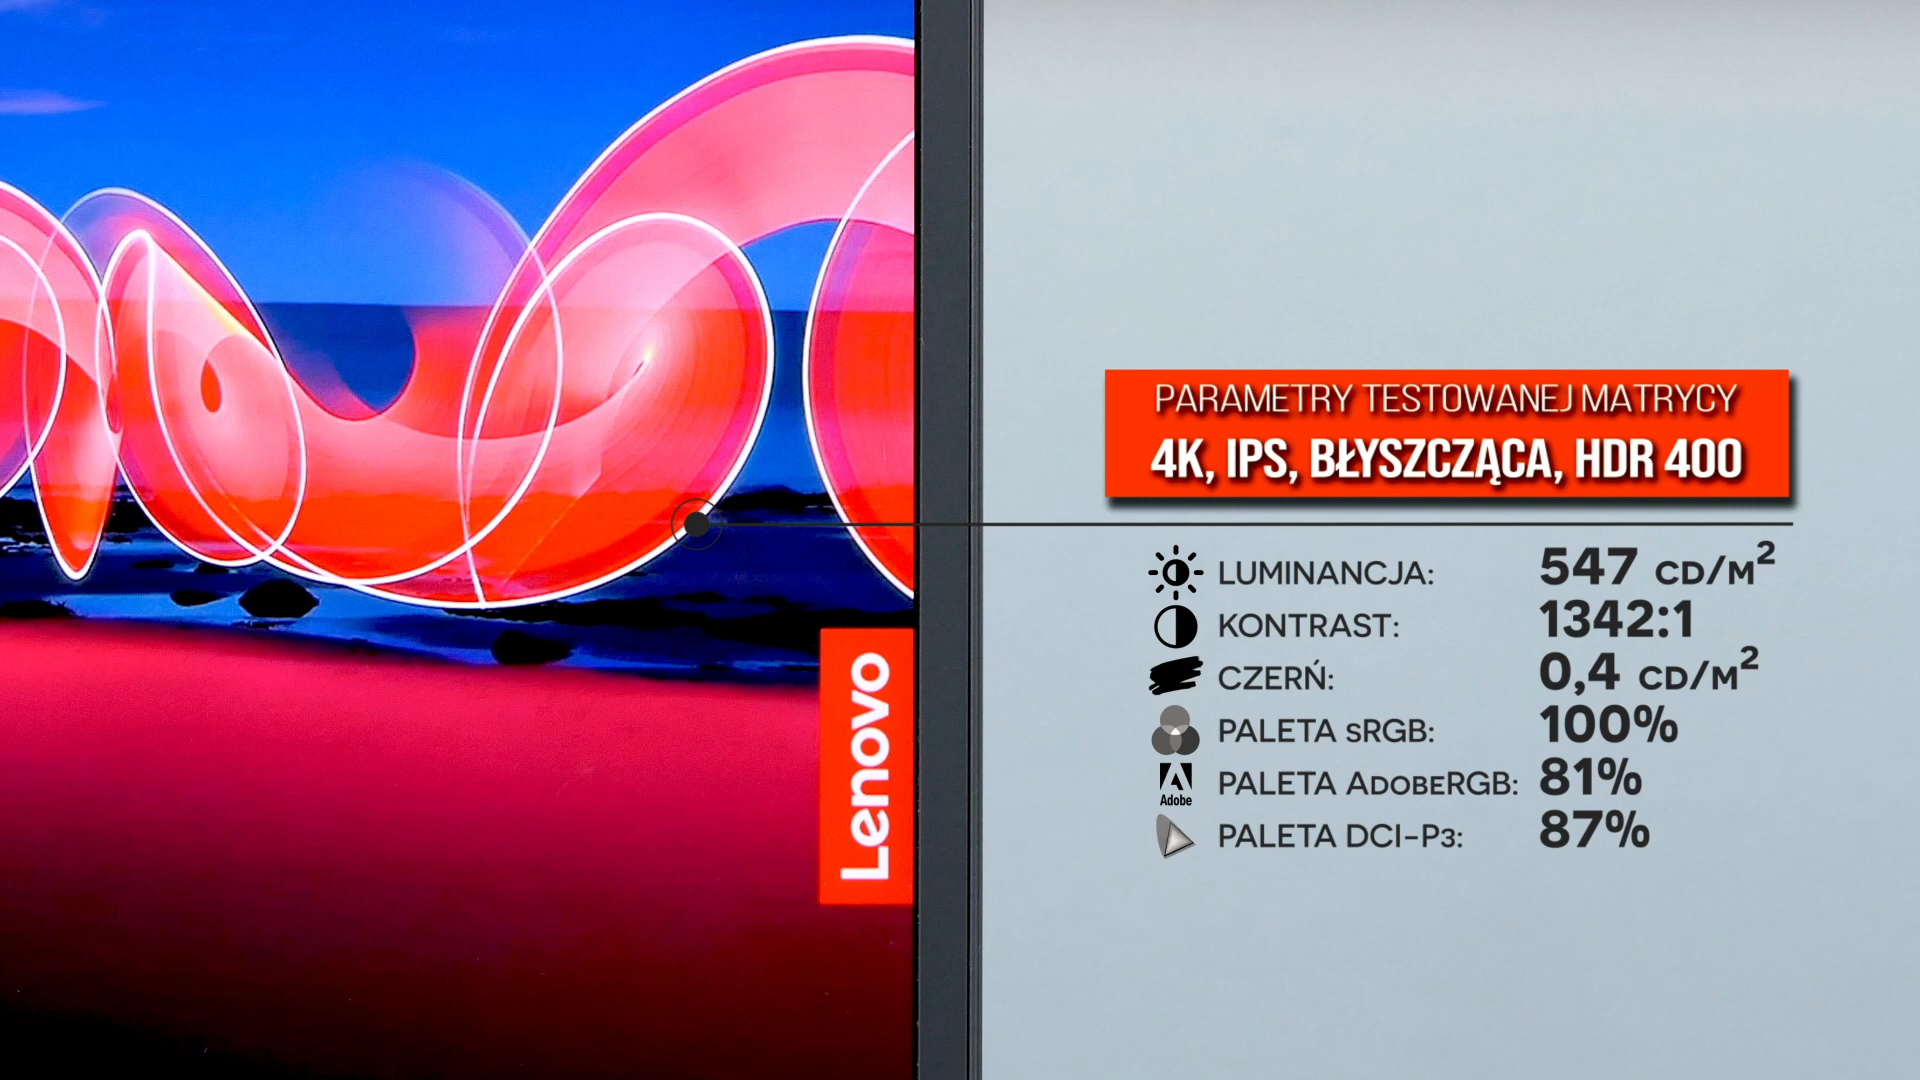 Lenovo
PARAMETRY TESTOWANEJ MATRYCY
4K, IPS, BŁYSZCZĄCA, HDR 400
LUMINANCJA: 547 CD/M²
KONTRAST: 1342:1
CZERŃ: 0,4 CD/M²
PALETA sRGB: 100%
Adobe PALETA ADOBERGB: 81%
PALETA DCI-P3: 87%